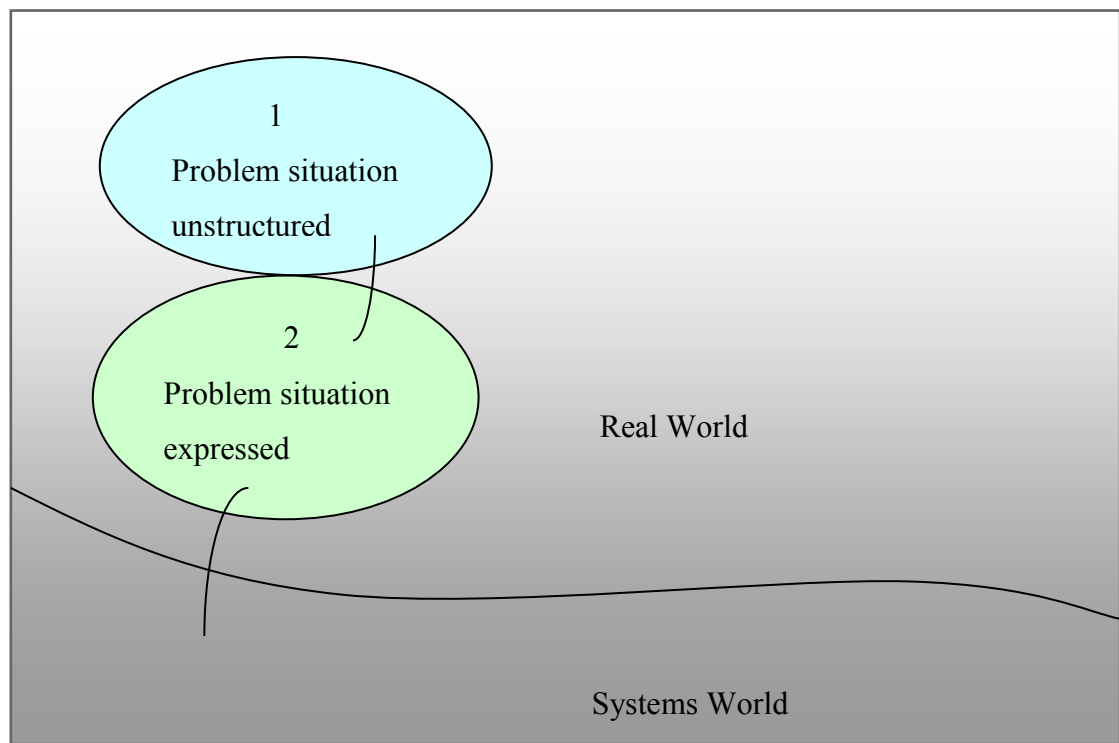 1
Problem situation
unstructured
2
Problem situation
expressed
Real World
Systems World